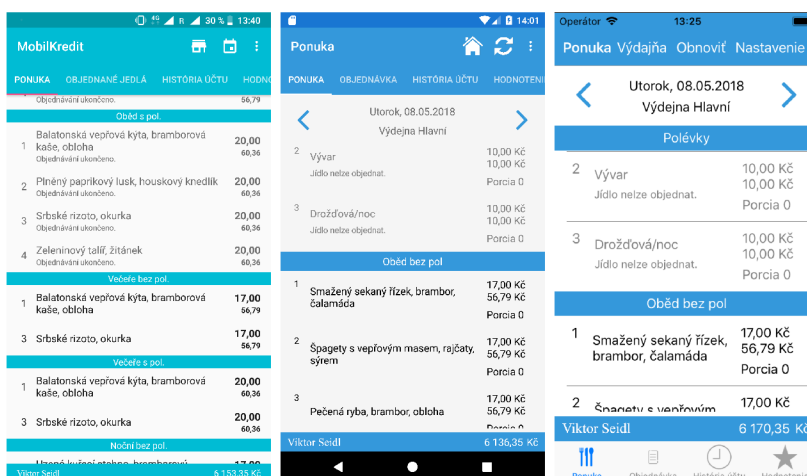 R 30 % 13:40
MobilKredit
PONUKA OBJEDNANÉ JEDLÁ HISTÓRIA ÚČTU HODNO
Objednávání ukončeno. 56,79
Oběd s pol.
1 Balatonská vepřová kýta, bramborová kaše, obloha 20,00
Objednávání ukončeno. 60,36
2 Plněný paprikový lusk, houskový knedlík 20,00
Objednávání ukončeno. 60,36
3 Srbské rizoto, okurka 20,00
Objednávání ukončeno. 60,36
4 Zeleninový talíř, žitánek 20,00
Objednávání ukončeno. 60,36
Večeře bez pol.
1 Balatonská vepřová kýta, bramborová 17,00
kaše, obloha 56,79
3 Srbské rizoto, okurka 17,00
56,79
Večeře s pol.
1 Balatonská vepřová kýta, bramborová 20,00
kaše, obloha 60,36
3 Srbské rizoto, okurka 20,00
60,36
Noční bez pol.
17,00
Viktor Seidl 6 153,35 Kč
14:01
Ponuka
PONUKA OBJEDNÁVKA HISTÓRIA ÚČTU HODNOTENI
Utorok, 08.05.2018
Výdejna Hlavní
2 Vývar 10,00 Kč
10,00 Kč
Jídlo nelze objednat. Porcia 0
3 Drožďová/noc 10,00 Kč
10,00 Kč
Jídlo nelze objednat. Porcia 0
Oběd bez pol
1 Smažený sekaný řízek, brambor, 17,00 Kč
čalamáda 56,79 Kč
Porcia 0
2 Špagety s vepřovým masem, rajčaty, 17,00 Kč
sýrem 56,79 Kč
Porcia 0
3 17,00 Kč
Pečená ryba, brambor, obloha 56,79 Kč
Porcia 0
Viktor Seidl 6 136,35 Kč
Operátor 13:25
Ponuka Výdajňa Obnoviť Nastavenie
Utorok, 08.05.2018
Výdejna Hlavní
Polévky
2 Vývar 10,00 Kč
10,00 Kč
Jídlo nelze objednat. Porcia 0
3 Drožďová/noc 10,00 Kč
10,00 Kč
Jídlo nelze objednat. Porcia 0
Oběd bez pol
1 Smažený sekaný řízek, 17,00 Kč
brambor, čalamáda 56,79 Kč
Porcia 0
2 Špagety s vepřovým 17,00 Kč
Viktor Seidl 6 170,35 Kč
Ponuka Objednávka História účtu Hodnotenie